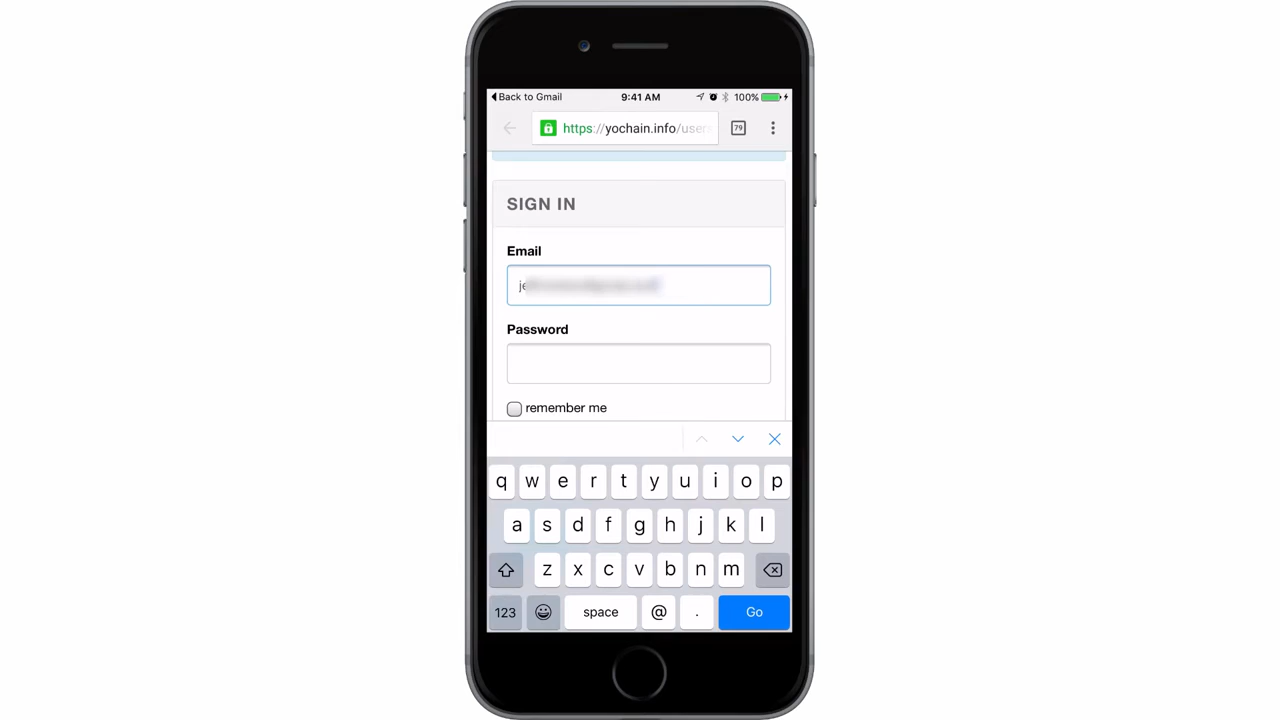 Back to Gmail 9:41 AM 100%
https://yochain.info/user
79
SIGN IN
Email
je
Password
remember me
q w e r t y u i o p
a s d f g h j k l
z x c v b n m
123 space @ . Go